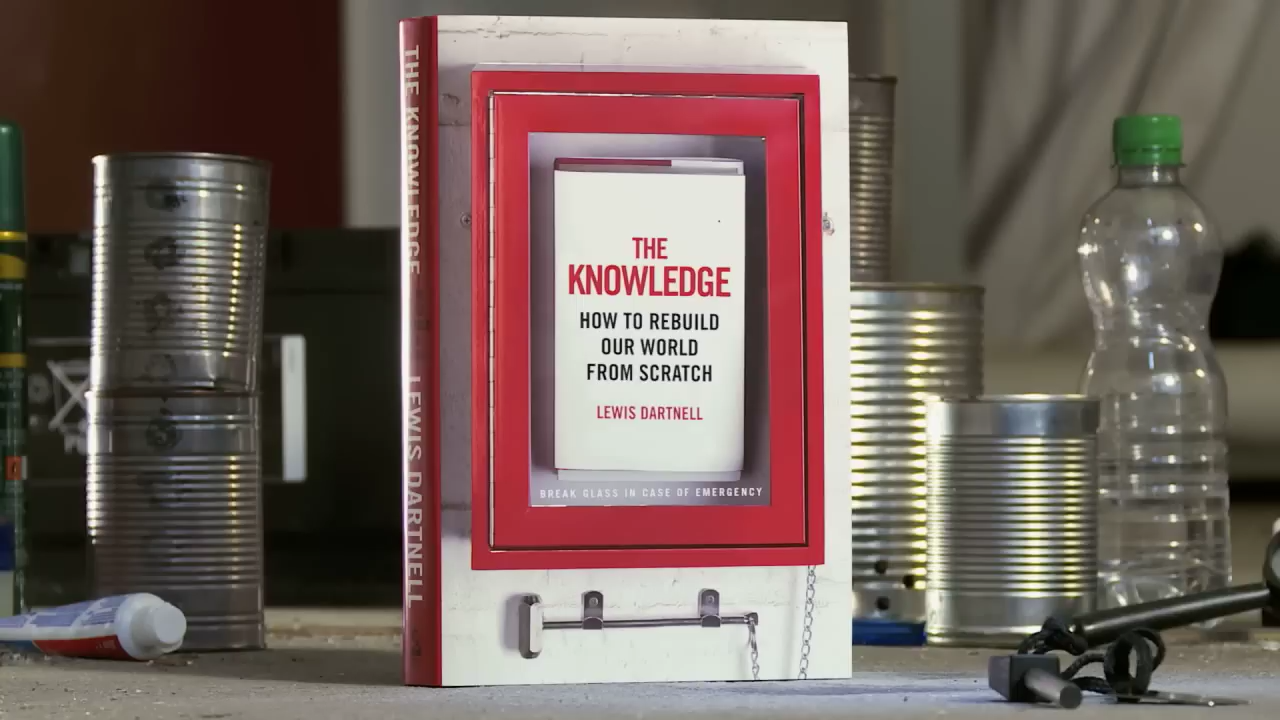 THE KNOWLEDGE LEWIS DARTNELL
THE
KNOWLEDGE
HOW TO REBUILD
OUR WORLD
FROM SCRATCH
LEWIS DARTNELL
BREAK GLASS IN CASE OF EMERGENCY